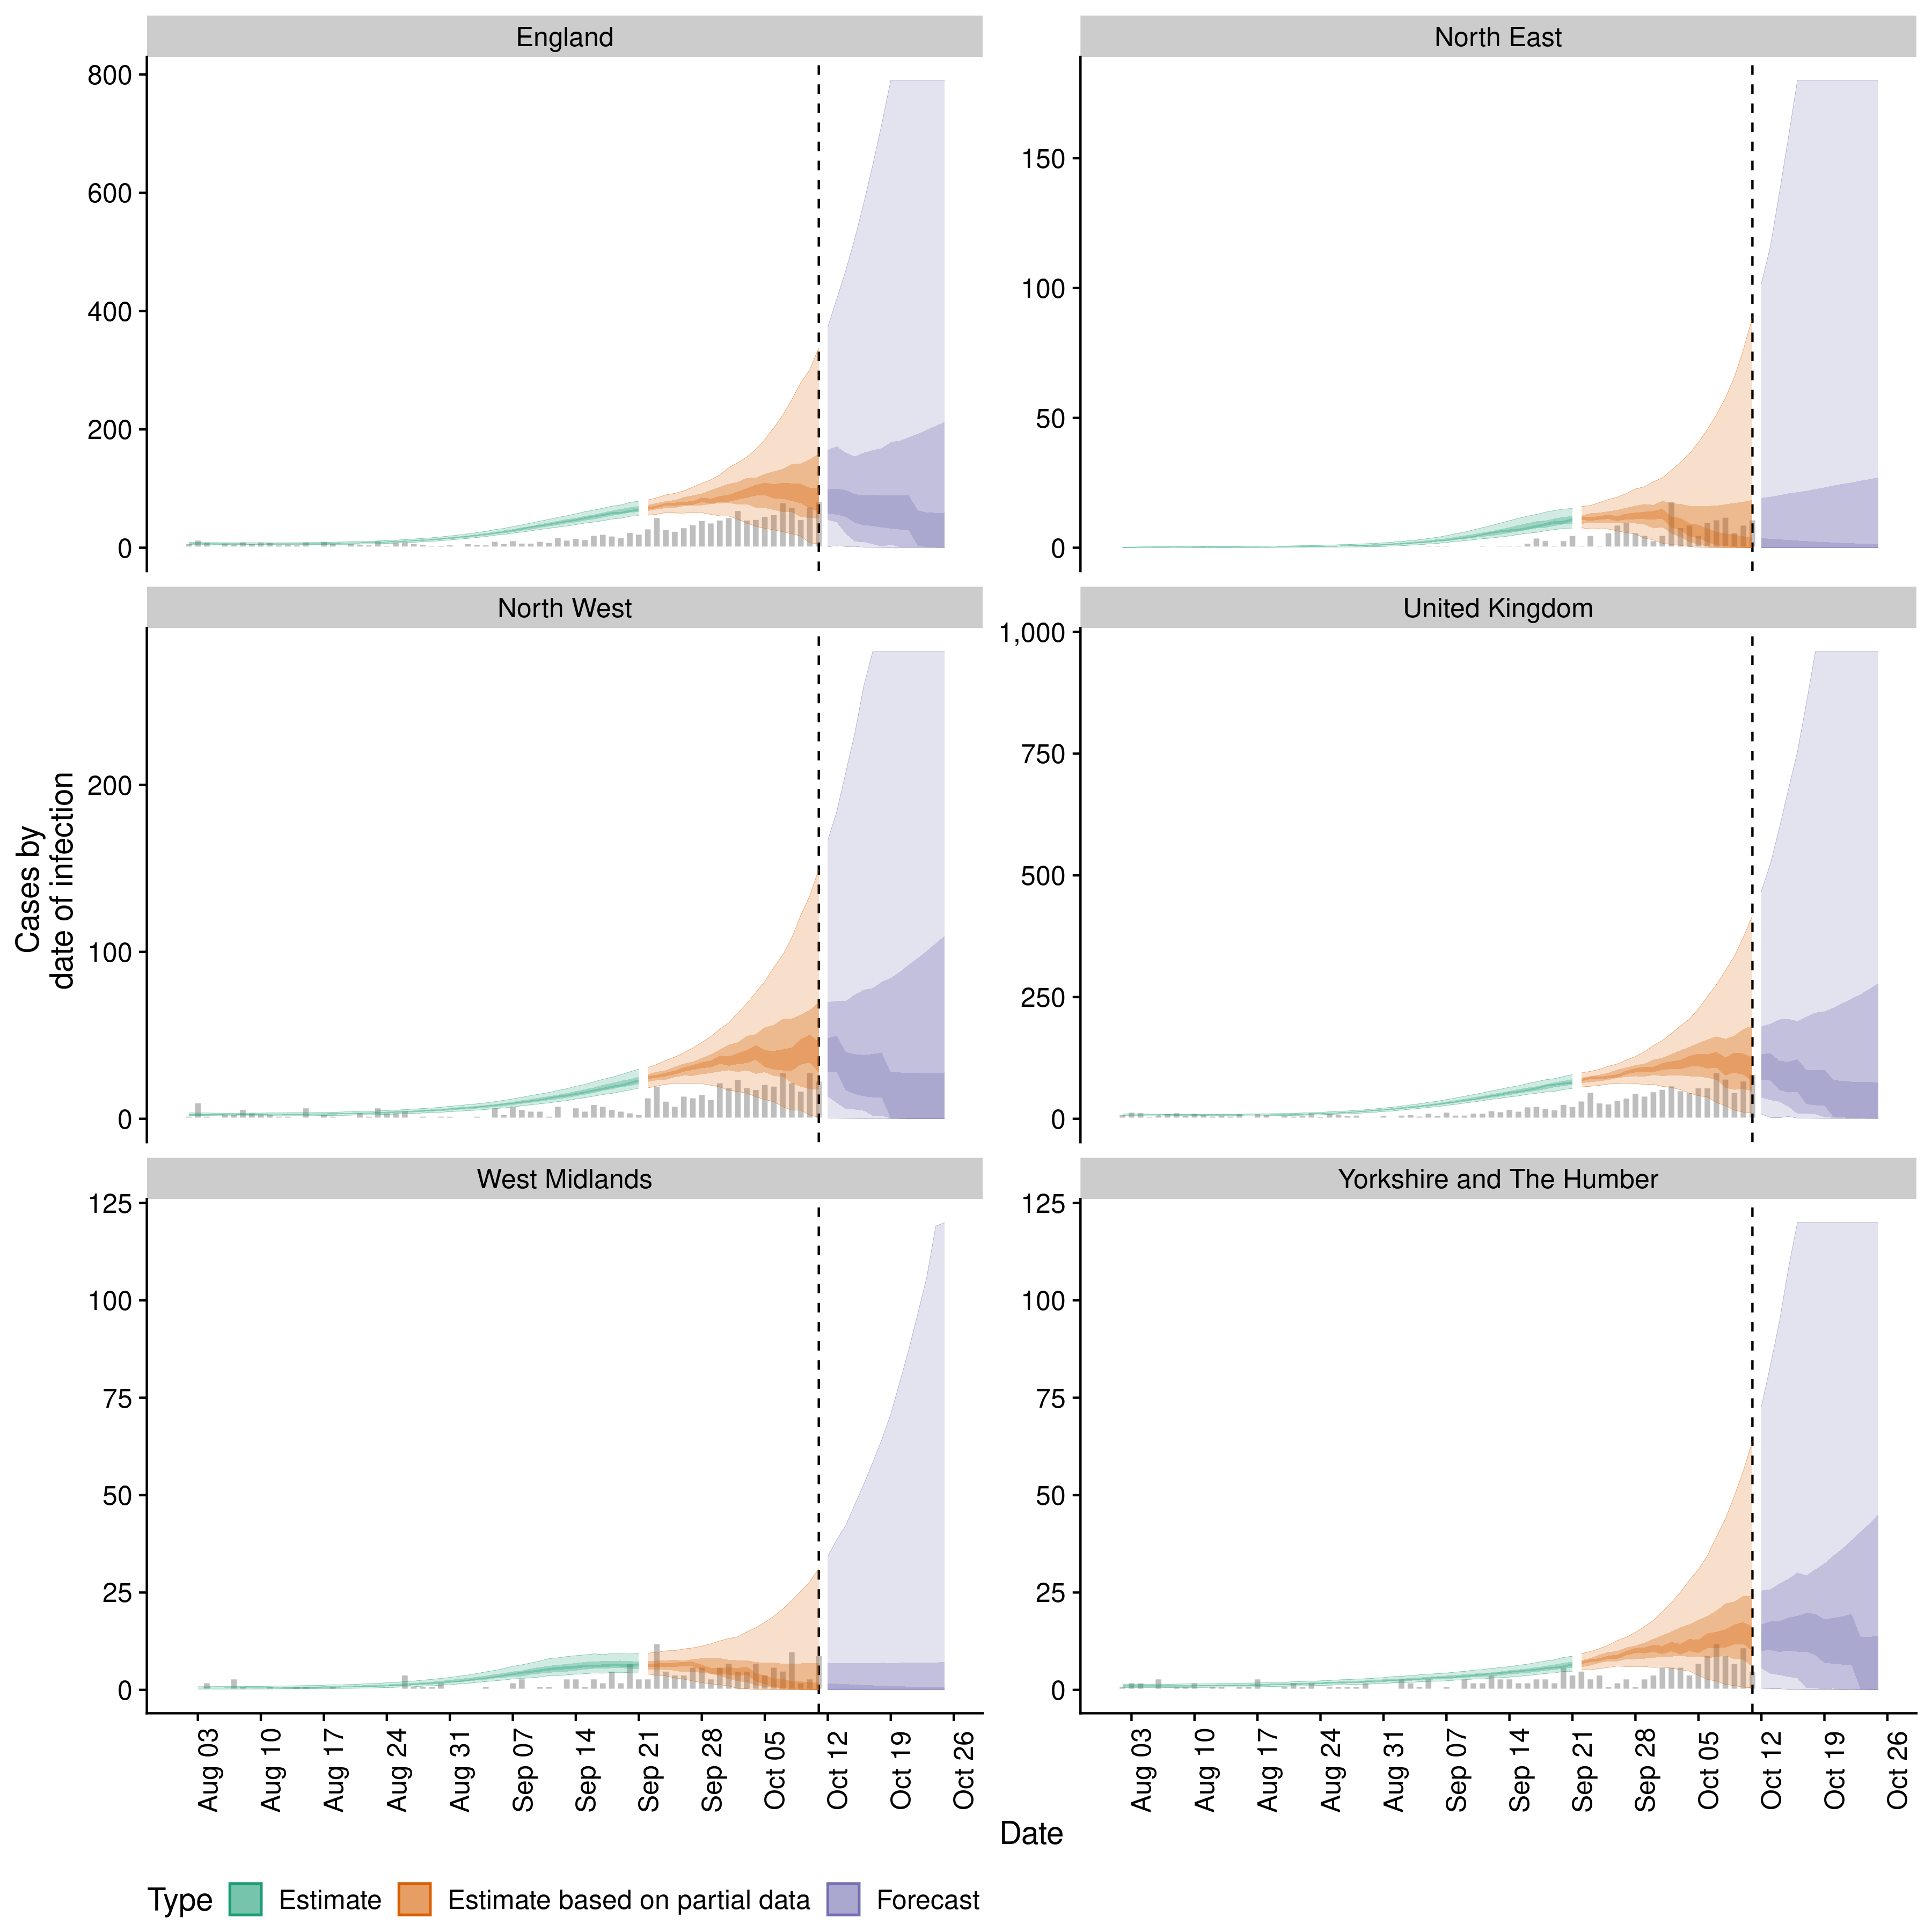 England
North East
800
600
400
200
0
150
100
50
0
North West
United Kingdom
200
100
0
1,000
750
500
250
0
Cases by
date of infection
West Midlands
Yorkshire and The Humber
125
100
75
50
25
0
125
100
75
50
25
0
Aug 03
Aug 10
Aug 17
Aug 24
Aug 31
Sep 07
Sep 14
Sep 21
Sep 28
Oct 05
Oct 12
Oct 19
Oct 26
Aug 03
Aug 10
Aug 17
Aug 24
Aug 31
Sep 07
Sep 14
Sep 21
Sep 28
Oct 05
Oct 12
Oct 19
Oct 26
Date
Type Estimate Estimate based on partial data Forecast